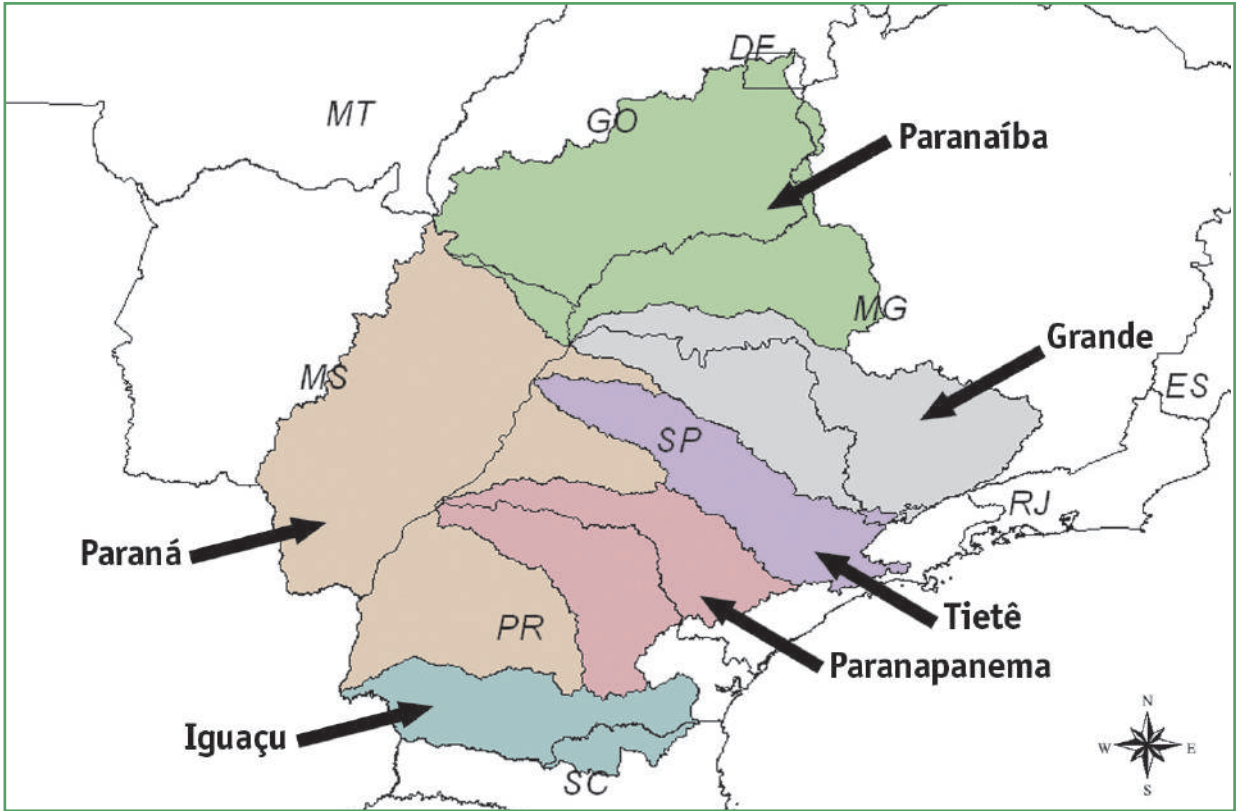 DF
MT
GO
Paranaíba
MG
Grande
MS
ES
SP
RJ
Paraná
Tietê
PR
Paranapanema
Iguaçu
SC
N
W
E
S